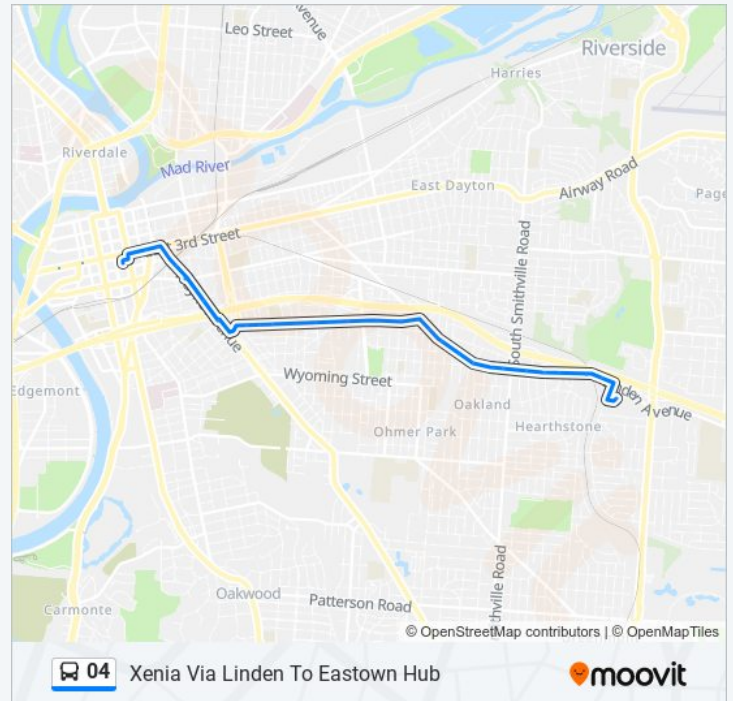 Leo Street
Avenue
Riverside
Harries
Riverdale
Mad River
East Dayton
Airway Road
Page
3rd Street
South Smithville Road
Edgemont
Wyoming Street
Oakland
Ohmer Park
Hearthstone
den Avenue
Oakwood
Patterson Road
thville Road
Carmonte
© OpenStreetMap contributors | © OpenMapTiles
04 Xenia Via Linden To Eastown Hub
moovit